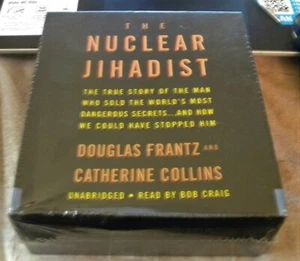 THE
NUCLEAR
JIHADIST
THE TRUE STORY OF THE MAN
WHO SOLD THE WORLD'S MOST
DANGEROUS SECRETS...AND HOW
WE COULD HAVE STOPPED HIM
DOUGLAS FRANTZ AND
CATHERINE COLLINS
UNABRIDGED • READ BY BOB CRAIG